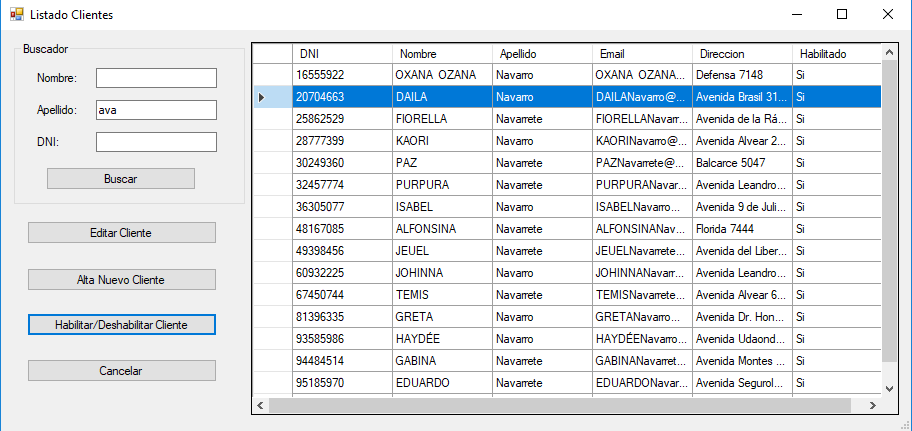 Listado Clientes
Buscador
Nombre:
Apellido: ava
DNI:
Buscar
Editar Cliente
Alta Nuevo Cliente
Habilitar/Deshabilitar Cliente
Cancelar
DNI Nombre Apellido Email Direccion Habilitado
16555922 OXANA OZANA Navarro OXANA OZANA... Defensa 7148 Si
20704663 DAILA Navarro DAILANavarro@... Avenida Brasil 31... Si
25862529 FIORELLA Navarrete FIORELLANavarr... Avenida de la Rá... Si
28777399 KAORI Navarro KAORINavarro@... Avenida Alvear 2... Si
30249360 PAZ Navarrete PAZNavarrete@... Balcarce 5047 Si
32457774 PURPURA Navarrete PURPURANavar... Avenida Leandro... Si
36305077 ISABEL Navarro ISABELNavarro... Avenida 9 de Juli... Si
48167085 ALFONSINA Navarrete ALFONSINANav... Florida 7444 Si
49398456 JEUEL Navarrete JEUELNavarrete... Avenida del Liber... Si
60932225 JOHINNA Navarro JOHINNANavarr... Avenida Leandro... Si
67450744 TEMIS Navarrete TEMISNavarrete... Avenida Alvear 6... Si
81396335 GRETA Navarro GRETANavarro... Avenida Dr. Hon... Si
93585986 HAYDÉE Navarro HAYDÉENavarro... Avenida Udaond... Si
94484514 GABINA Navarrete GABINANavarret... Avenida Montes ... Si
95185970 EDUARDO Navarrete EDUARDONavar... Avenida Segurol... Si